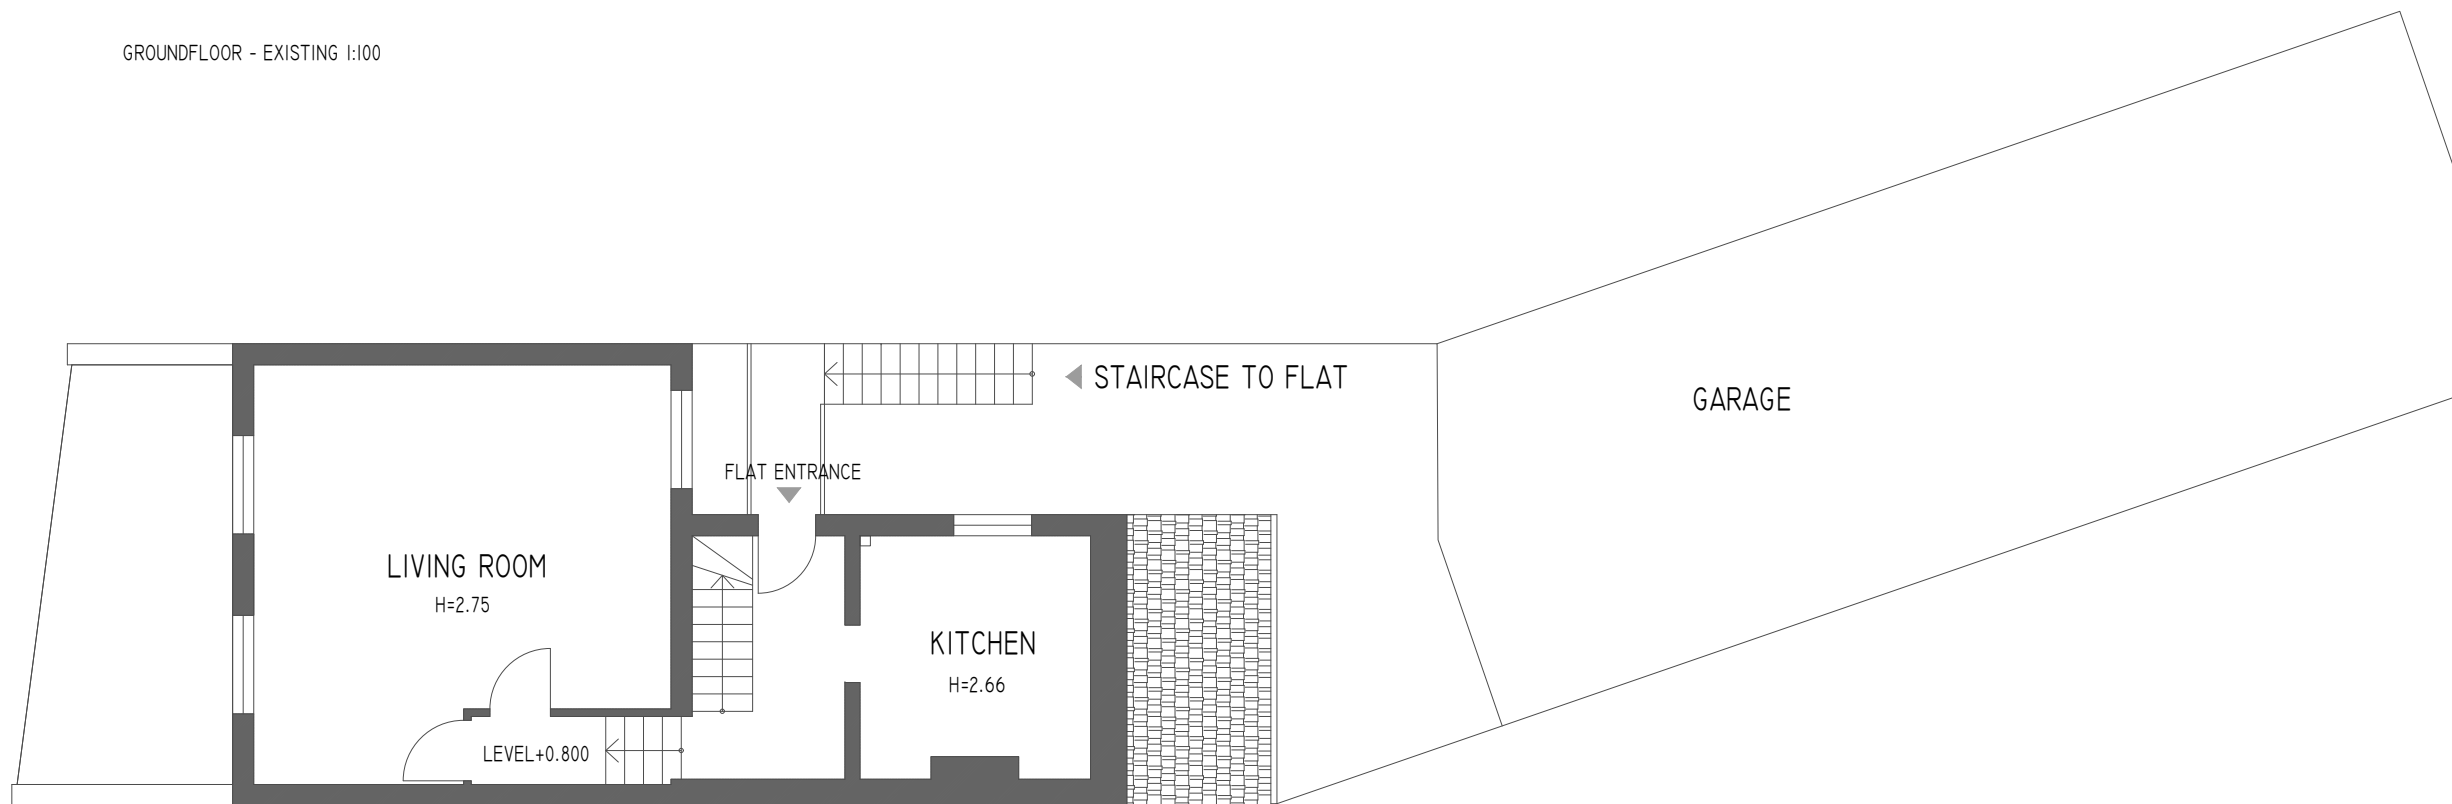 GROUNDFLOOR - EXISTING 1:100
STAIRCASE TO FLAT
GARAGE
FLAT ENTRANCE
LIVING ROOM
H=2.75
KITCHEN
H=2.66
LEVEL+0.800